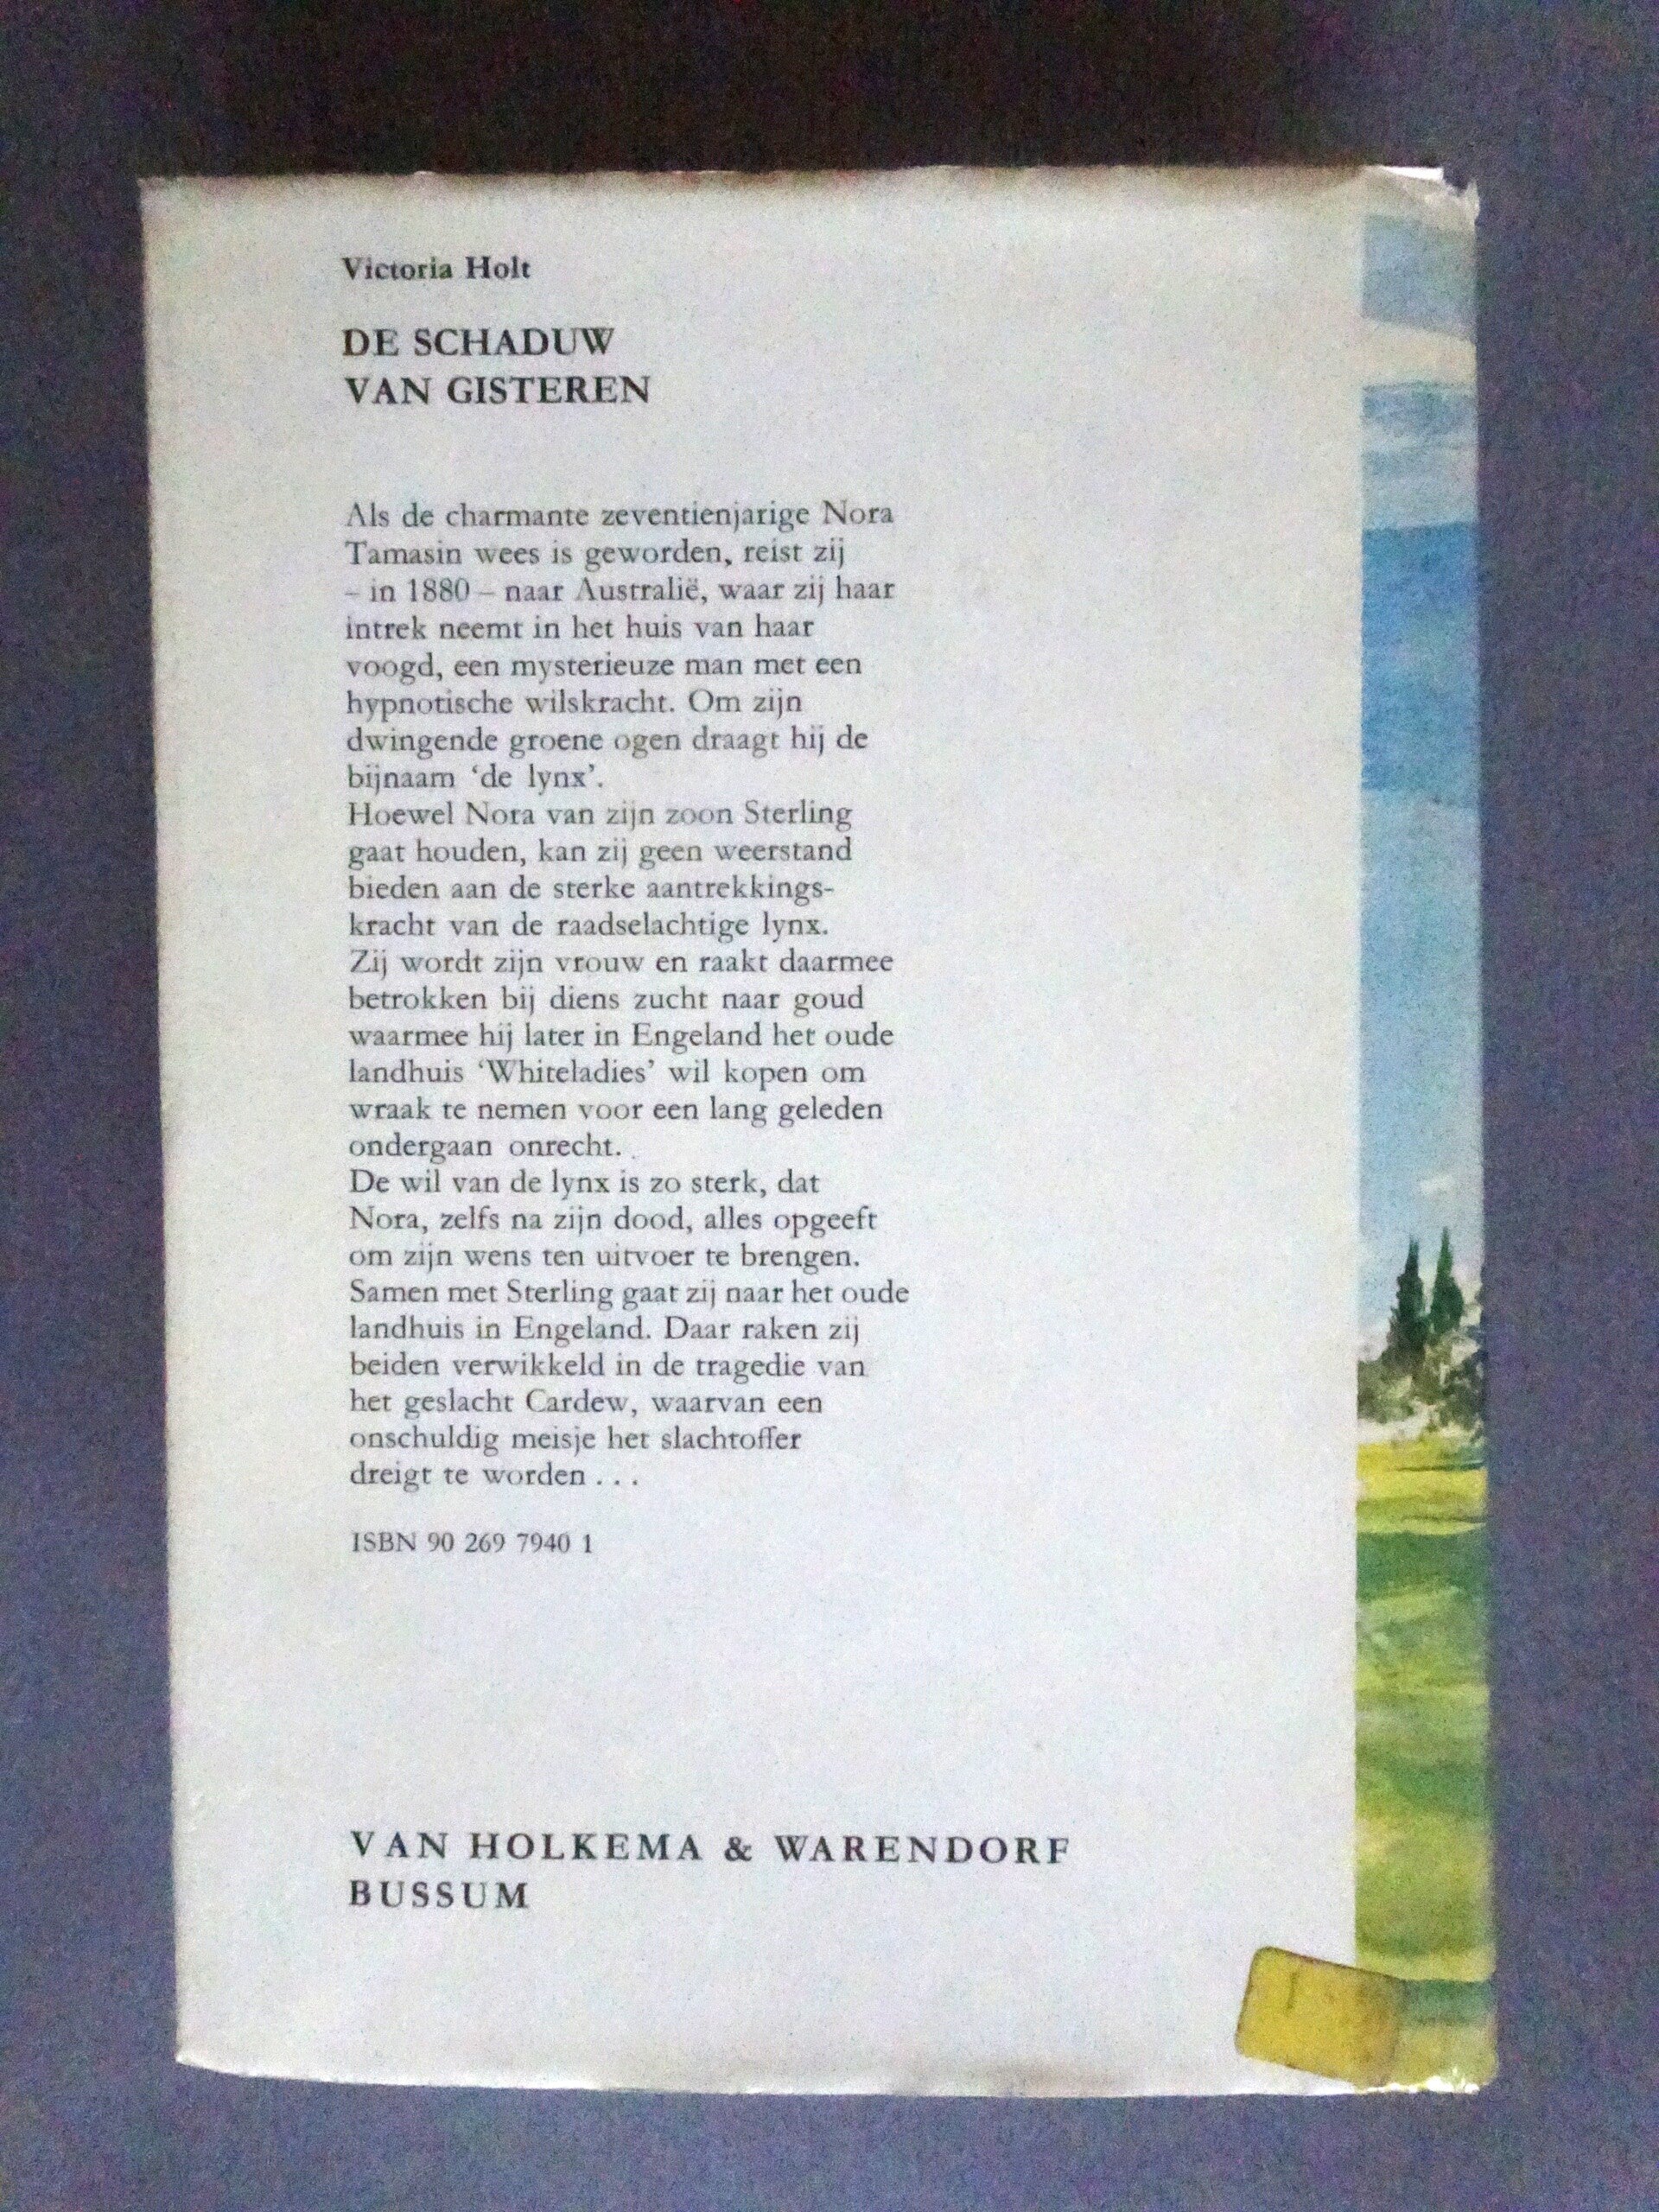 Victoria Holt
DE SCHADUW
VAN GISTEREN
Als de charmante zeventienjarige Nora
Tamasin wees is geworden, reist zij
– in 1880 – naar Australië, waar zij haar
intrek neemt in het huis van haar
voogd, een mysterieuze man met een
hypnotische wilskracht. Om zijn
dwingende groene ogen draagt hij de
bijnaam ‘de lynx’.
Hoewel Nora van zijn zoon Sterling
gaat houden, kan zij geen weerstand
bieden aan de sterke aantrekkings-
kracht van de raadselachtige lynx.
Zij wordt zijn vrouw en raakt daarmee
betrokken bij diens zucht naar goud
waarmee hij later in Engeland het oude
landhuis ‘Whiteladies’ wil kopen om
wraak te nemen voor een lang geleden
ondergaan onrecht.
De wil van de lynx is zo sterk, dat
Nora, zelfs na zijn dood, alles opgeeft
om zijn wens ten uitvoer te brengen.
Samen met Sterling gaat zij naar het oude
landhuis in Engeland. Daar raken zij
beiden verwikkeld in de tragedie van
het geslacht Cardew, waarvan een
onschuldig meisje het slachtoffer
dreigt te worden . . .
ISBN 90 269 7940 1
VAN HOLKEMA & WARENDORF
BUSSUM